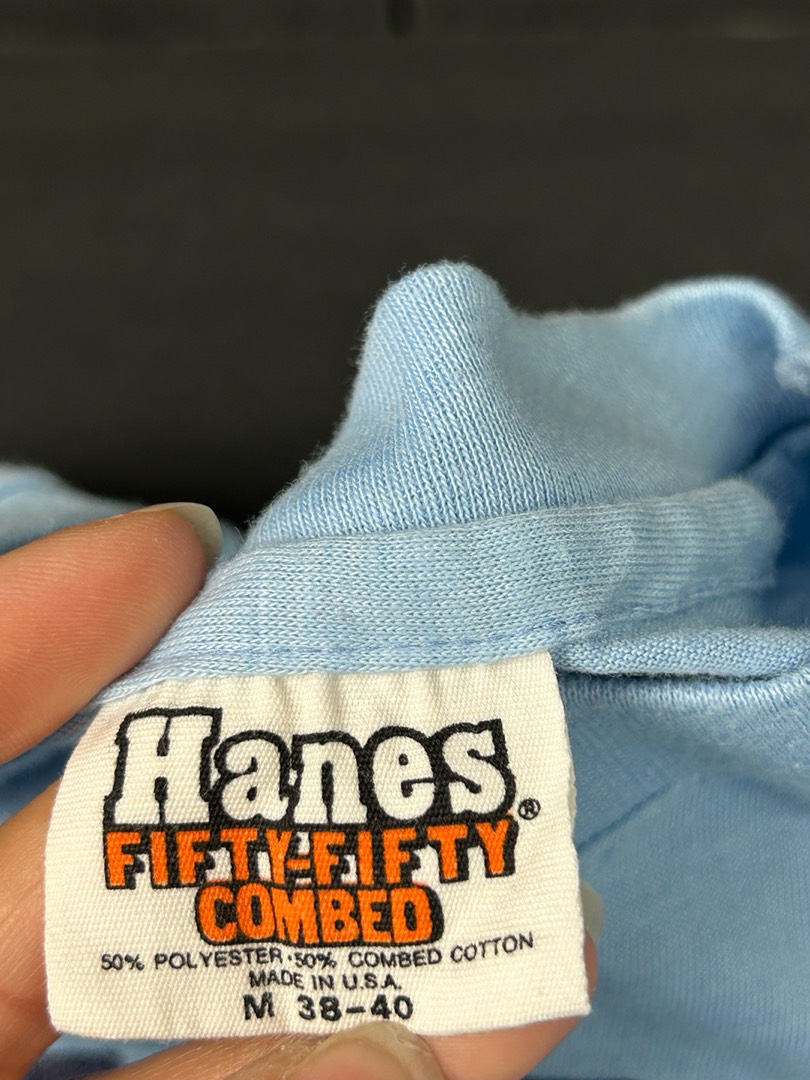 Hanes®
FIFTY-FIFTY
COMBED
50% POLYESTER·50% COMBED COTTON
MADE IN U.S.A.
M 38-40